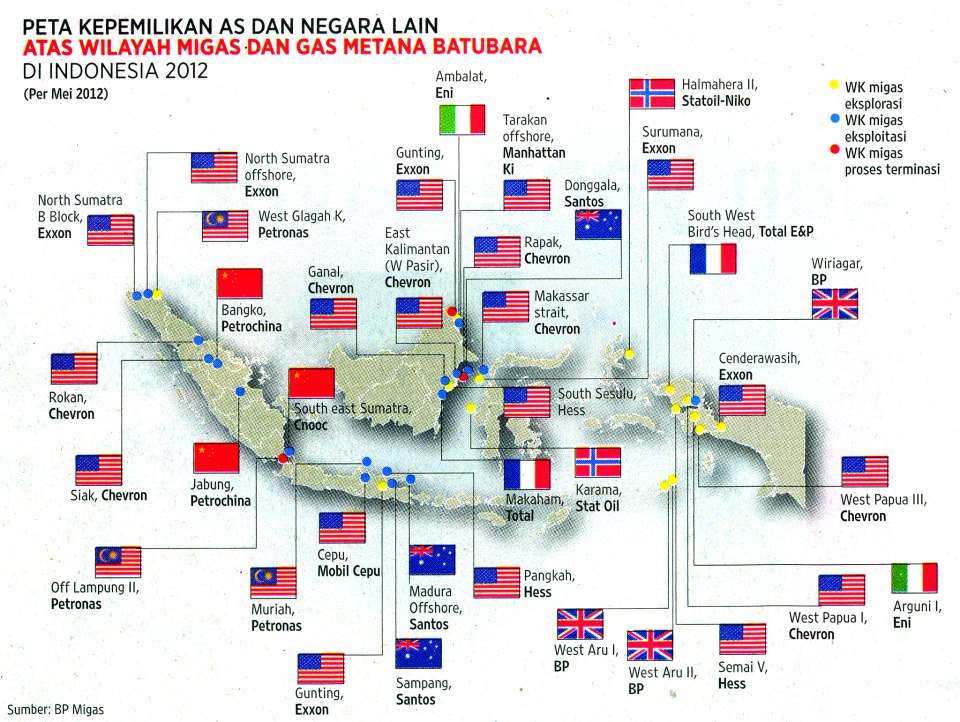 PETA KEPEMILIKAN AS DAN NEGARA LAIN
ATAS WILAYAH MIGAS DAN GAS METANA BATUBARA
DI INDONESIA 2012
(Per Mei 2012)
WK migas
eksplorasi
WK migas
eksploitasi
WK migas
proses terminasi
Ambalat,
Eni
Halmahera II,
Statoil-Niko
Tarakan
offshore,
Manhattan
Ki
Surumana,
Exxon
Gunting,
Exxon
North Sumatra
offshore,
Exxon
Donggala,
Santos
North Sumatra
B Block,
Exxon
West Glagah K,
Petronas
South West
Bird's Head, Total E&P
East
Kalimantan
(W Pasir),
Chevron
Rapak,
Chevron
Wiriagar,
BP
Ganal,
Chevron
Bangko,
Petrochina
Makassar
strait,
Chevron
Cenderawasih,
Exxon
Rokan,
Chevron
South east Sumatra,
Cnooc
South Sesulu,
Hess
Siak, Chevron
Jabung,
Petrochina
Makaham,
Total
Karama,
Stat Oil
West Papua III,
Chevron
Cepu,
Mobil Cepu
Off Lampung II,
Petronas
Muriah,
Petronas
Madura
Offshore,
Santos
Pangkah,
Hess
West Papua I,
Chevron
Arguni I,
Eni
West Aru I,
BP
West Aru II,
BP
Semai V,
Hess
Gunting,
Exxon
Sampang,
Santos
Sumber: BP Migas